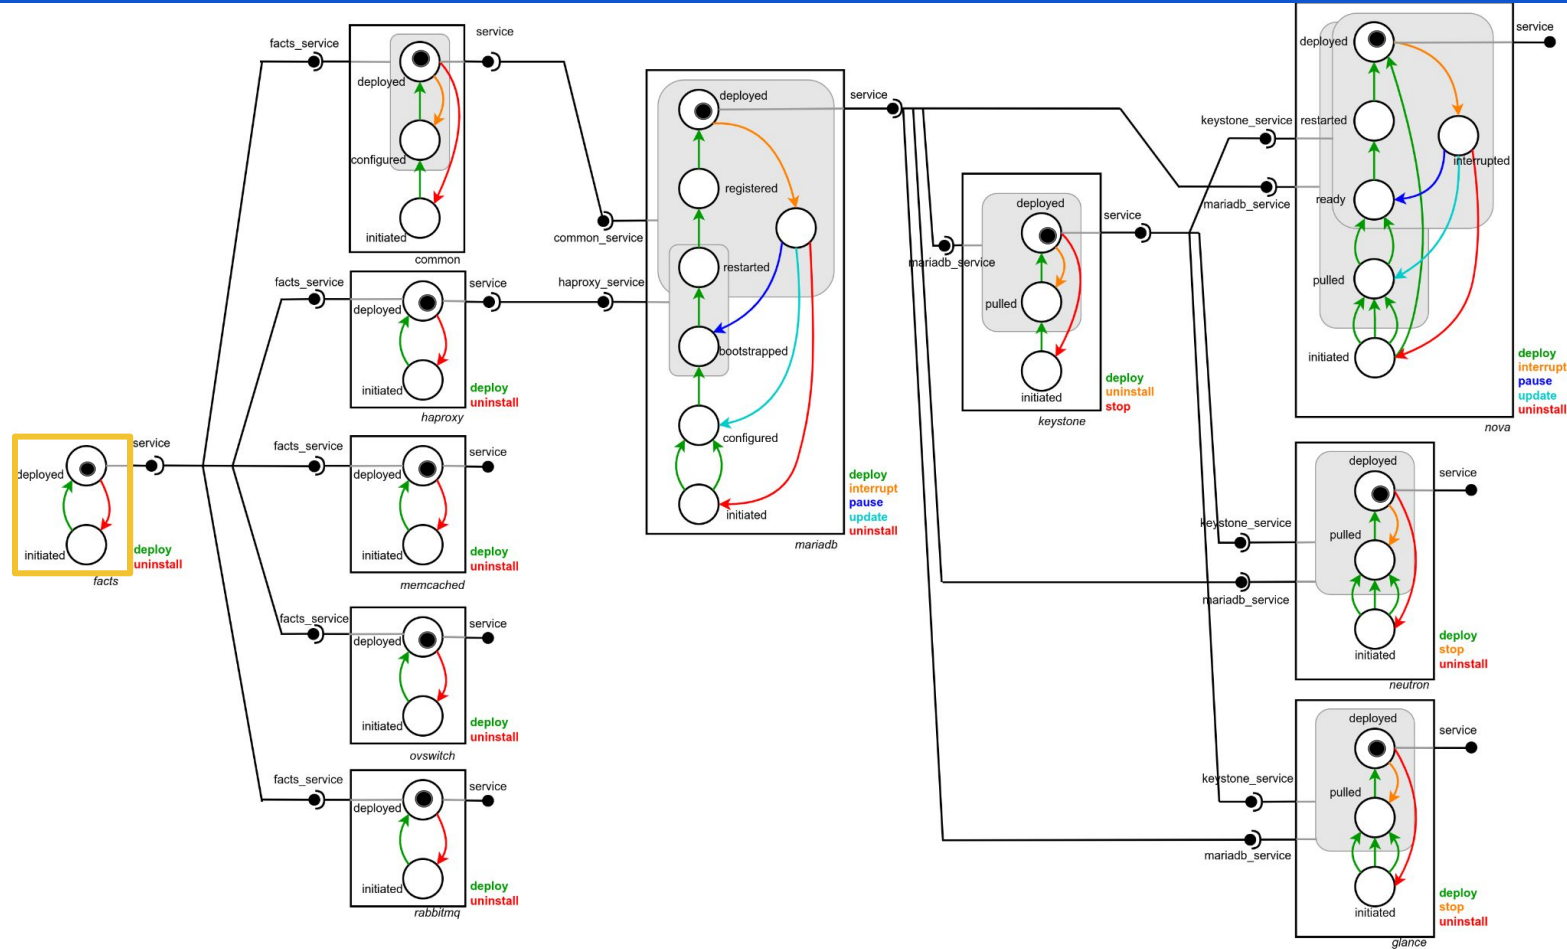 facts_service
service
deployed
configured
initiated
common
facts_service
service
deployed
initiated
deploy
uninstall
haproxy
facts_service
service
deployed
initiated
deploy
uninstall
memcached
service
deployed
initiated
deploy
uninstall
facts
facts_service
service
deployed
initiated
deploy
uninstall
ovswitch
facts_service
service
deployed
initiated
deploy
uninstall
rabbitmq
common_service
haproxy_service
service
deployed
registered
restarted
bootstrapped
configured
initiated
deploy
interrupt
pause
update
uninstall
mariadb
mariadb_service
service
deployed
pulled
initiated
deploy
uninstall
stop
keystone
keystone_service
mariadb_service
service
deployed
restarted
interrupted
ready
pulled
initiated
deploy
interrupt
pause
update
uninstall
nova
keystone_service
mariadb_service
service
deployed
pulled
initiated
deploy
stop
uninstall
neutron
keystone_service
mariadb_service
service
deployed
pulled
initiated
deploy
stop
uninstall
glance